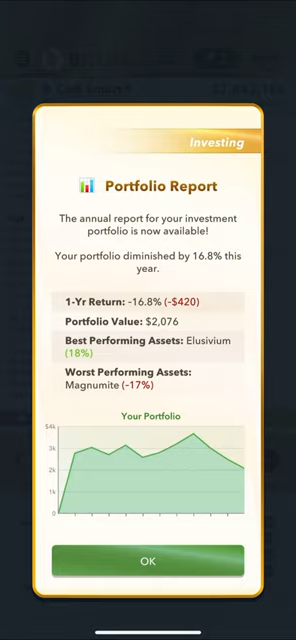 Investing
📊 Portfolio Report
The annual report for your investment
portfolio is now available!
Your portfolio diminished by 16.8% this
year.
1-Yr Return: -16.8% (-$420)
Portfolio Value: $2,076
Best Performing Assets: Elusivium
(18%)
Worst Performing Assets:
Magnumite (-17%)
Your Portfolio
$4k
3k
2k
1k
0
OK